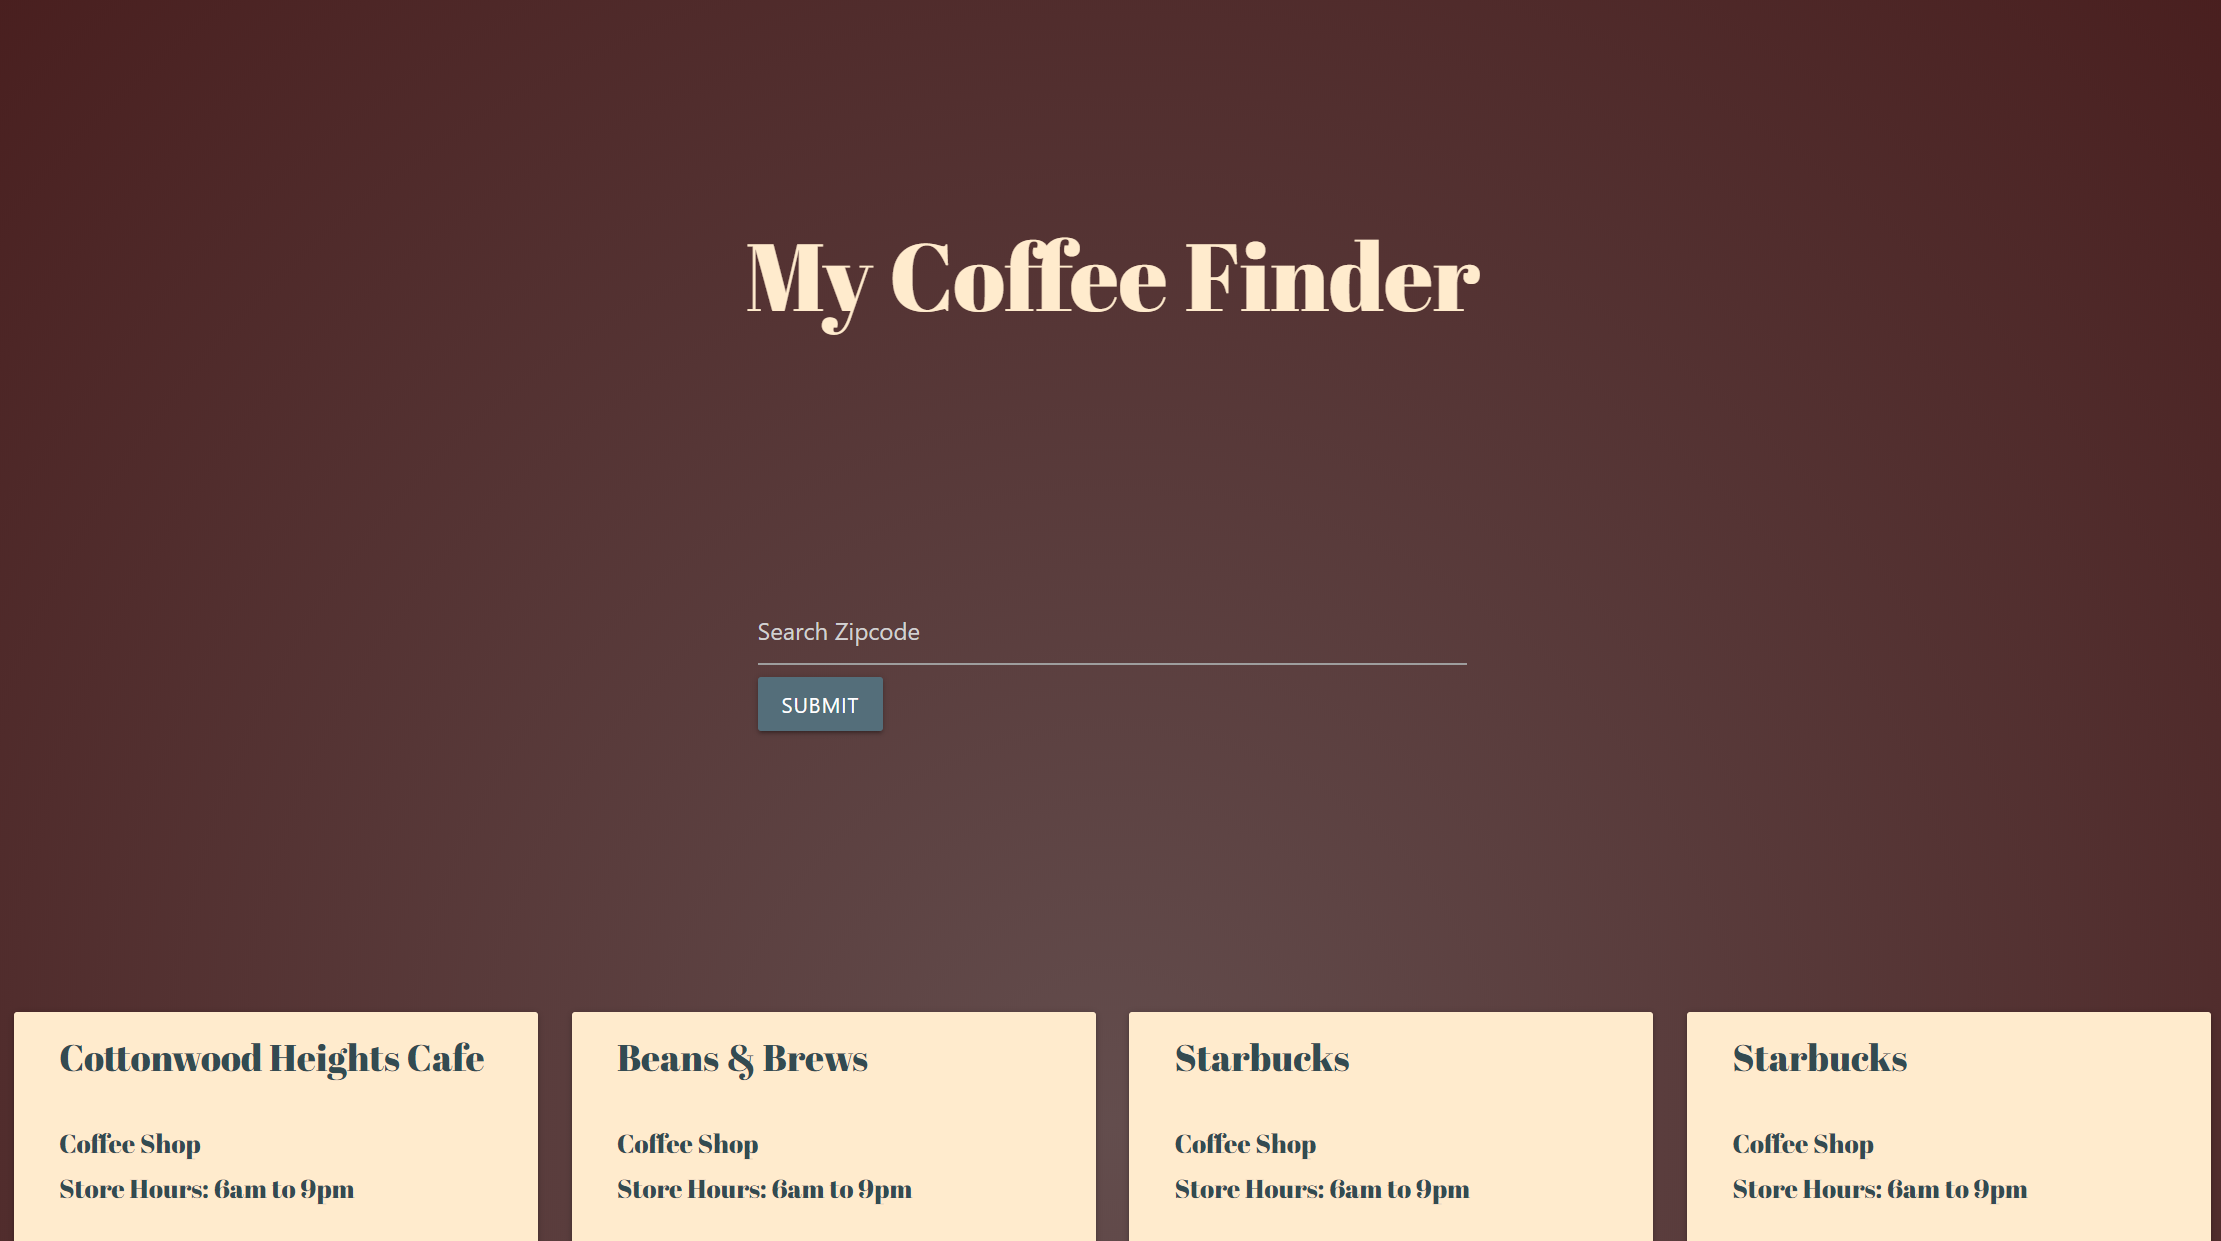 My Coffee Finder
Search Zipcode
SUBMIT
Cottonwood Heights Cafe
Coffee Shop
Store Hours: 6am to 9pm
Beans & Brews
Coffee Shop
Store Hours: 6am to 9pm
Starbucks
Coffee Shop
Store Hours: 6am to 9pm
Starbucks
Coffee Shop
Store Hours: 6am to 9pm